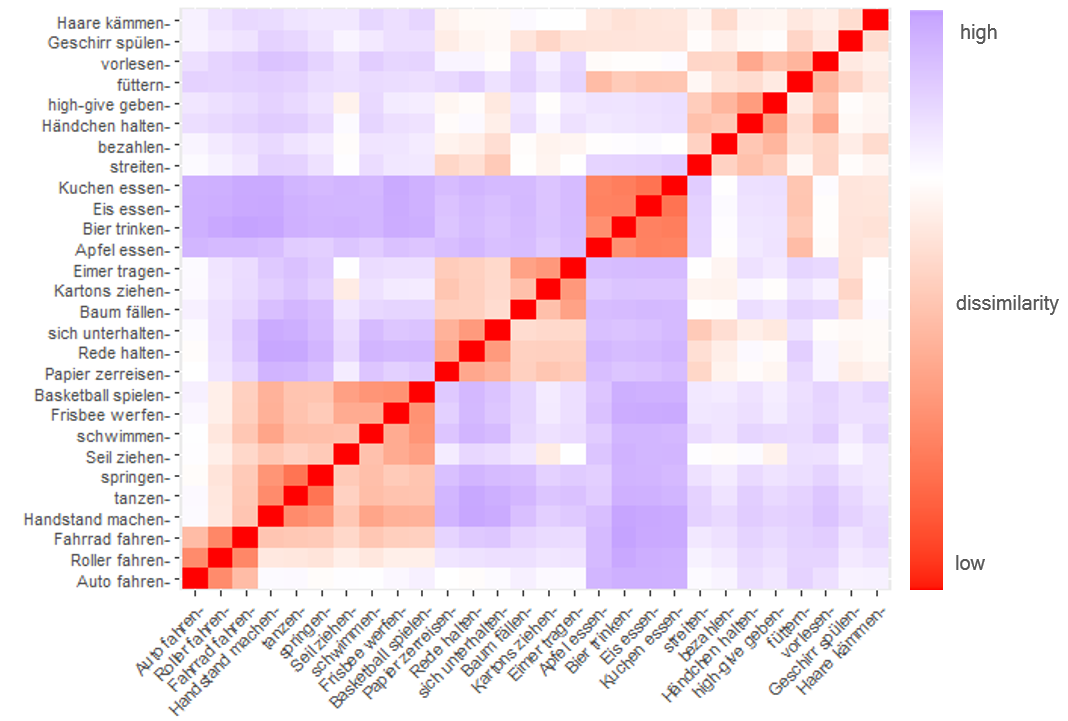 Haare kämmen-
Geschirr spülen-
vorlesen-
füttern-
high-give geben-
Händchen halten-
bezahlen-
streiten-
Kuchen essen-
Eis essen-
Bier trinken-
Apfel essen-
Eimer tragen-
Kartons ziehen-
Baum fällen-
sich unterhalten-
Rede halten-
Papier zerreisen-
Basketball spielen-
Frisbee werfen-
schwimmen-
Seil ziehen-
springen-
tanzen-
Handstand machen-
Fahrrad fahren-
Roller fahren-
Auto fahren-
Auto fahren-
Roller fahren-
Fahrrad fahren-
Handstand machen-
tanzen-
springen-
Seil ziehen-
schwimmen-
Frisbee werfen-
Basketball spielen-
Papier zerreisen-
Rede halten-
sich unterhalten-
Baum fällen-
Kartons ziehen-
Eimer tragen-
Apfel essen-
Bier trinken-
Eis essen-
Kuchen essen-
streiten-
bezahlen-
Händchen halten-
high-give geben-
füttern-
vorlesen-
Geschirr spülen-
Haare kämmen-
high
dissimilarity
low